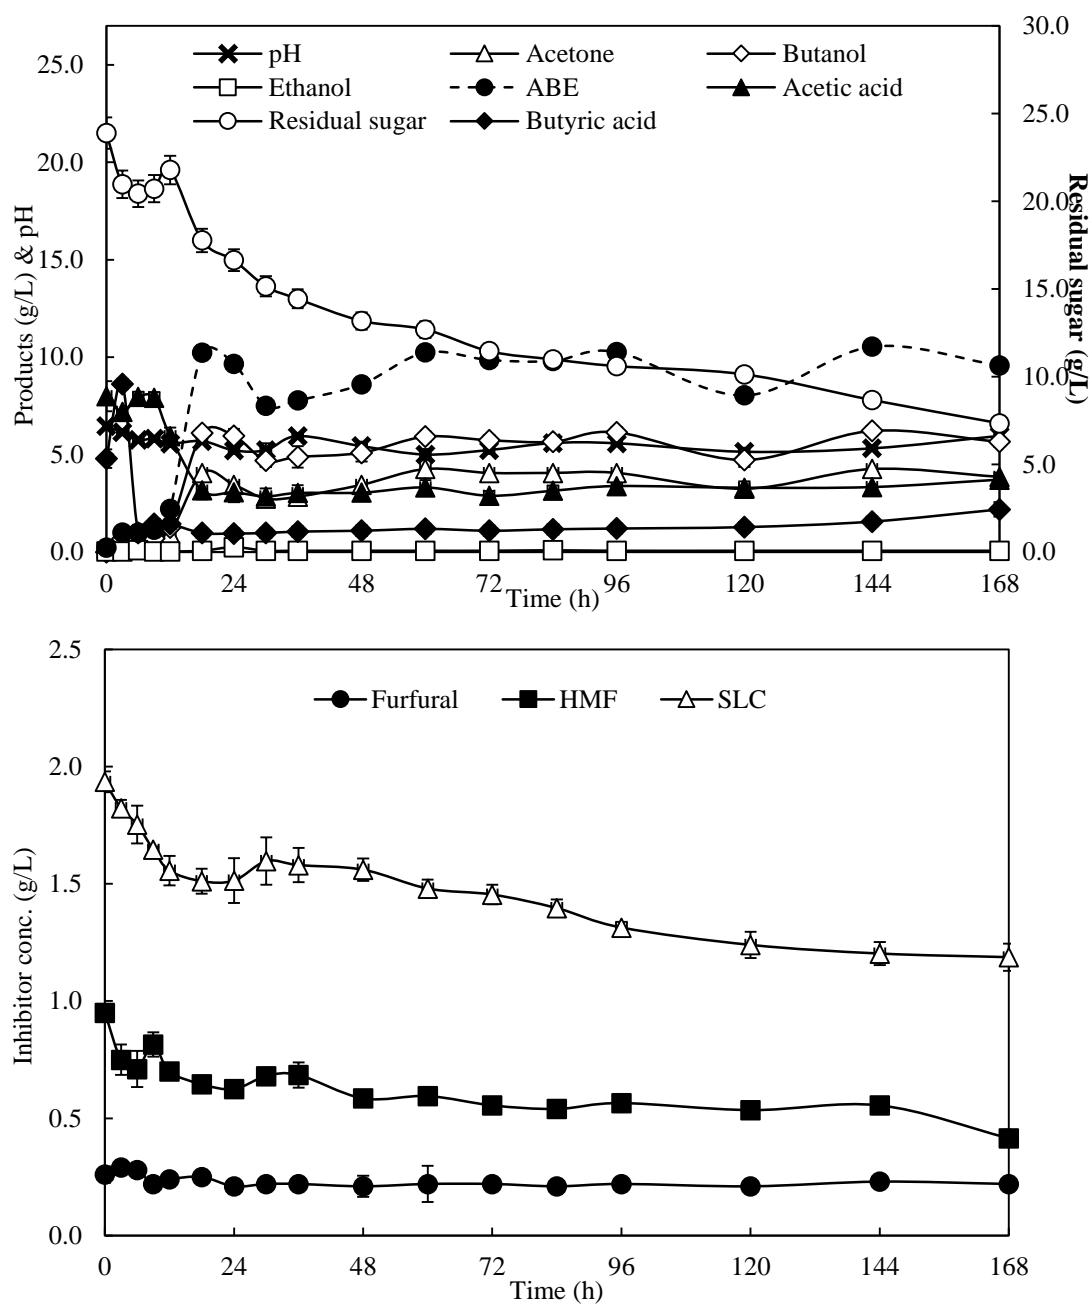 30.0
pH Acetone Butanol
25.0
Ethanol ABE Acetic acid
25.0
Residual sugar Butyric acid
20.0
20.0
15.0
15.0
10.0
10.0
5.0
5.0
0.0
0.0
Products (g/L) & pH
Residual sugar (g/L)
0 24 48 72 96 120 144 168
Time (h)
2.5
Furfural HMF SLC
2.0
1.5
1.0
0.5
0.0
Inhibitor conc. (g/L)
0 24 48 72 96 120 144 168
Time (h)